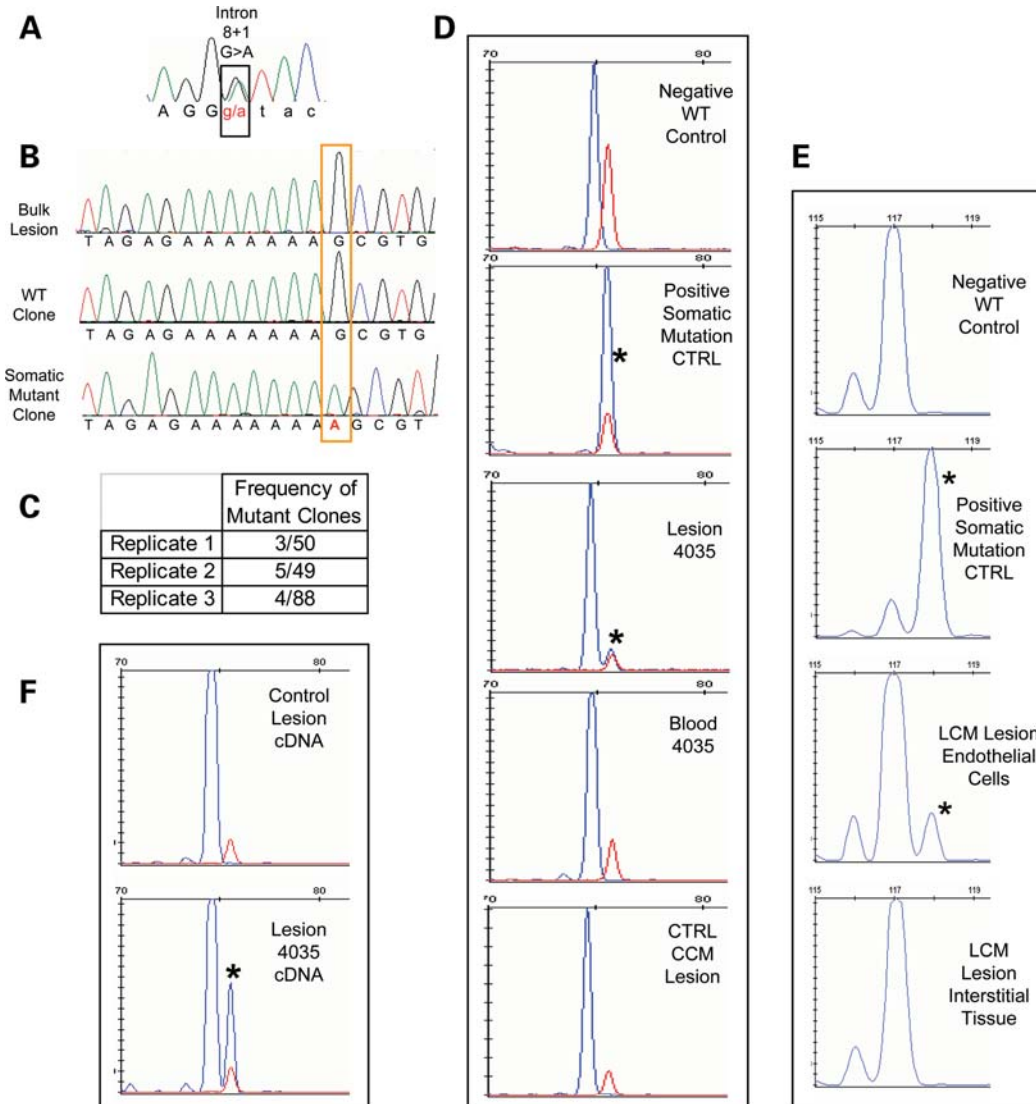 A
Intron
8+1
G>A
A G G g/a t a c
B
Bulk
Lesion
T A G A G A A A A A A A G C G T G
WT
Clone
T A G A G A A A A A A A G C G T G
Somatic
Mutant
Clone
T A G A G A A A A A A A A G C G T
C
Frequency of
Mutant Clones
Replicate 1 3/50
Replicate 2 5/49
Replicate 3 4/88
F
70 80
Control
Lesion
cDNA
70 80
Lesion
4035
cDNA
*
D
70 80
Negative
WT
Control
70 80
Positive
Somatic
Mutation
CTRL
*
70 80
Lesion
4035
*
70 80
Blood
4035
70 80
CTRL
CCM
Lesion
E
115 117 119
Negative
WT
Control
115 117 119
*
Positive
Somatic
Mutation
CTRL
115 117 119
LCM Lesion
Endothelial
Cells
*
115 117 119
LCM
Lesion
Interstitial
Tissue